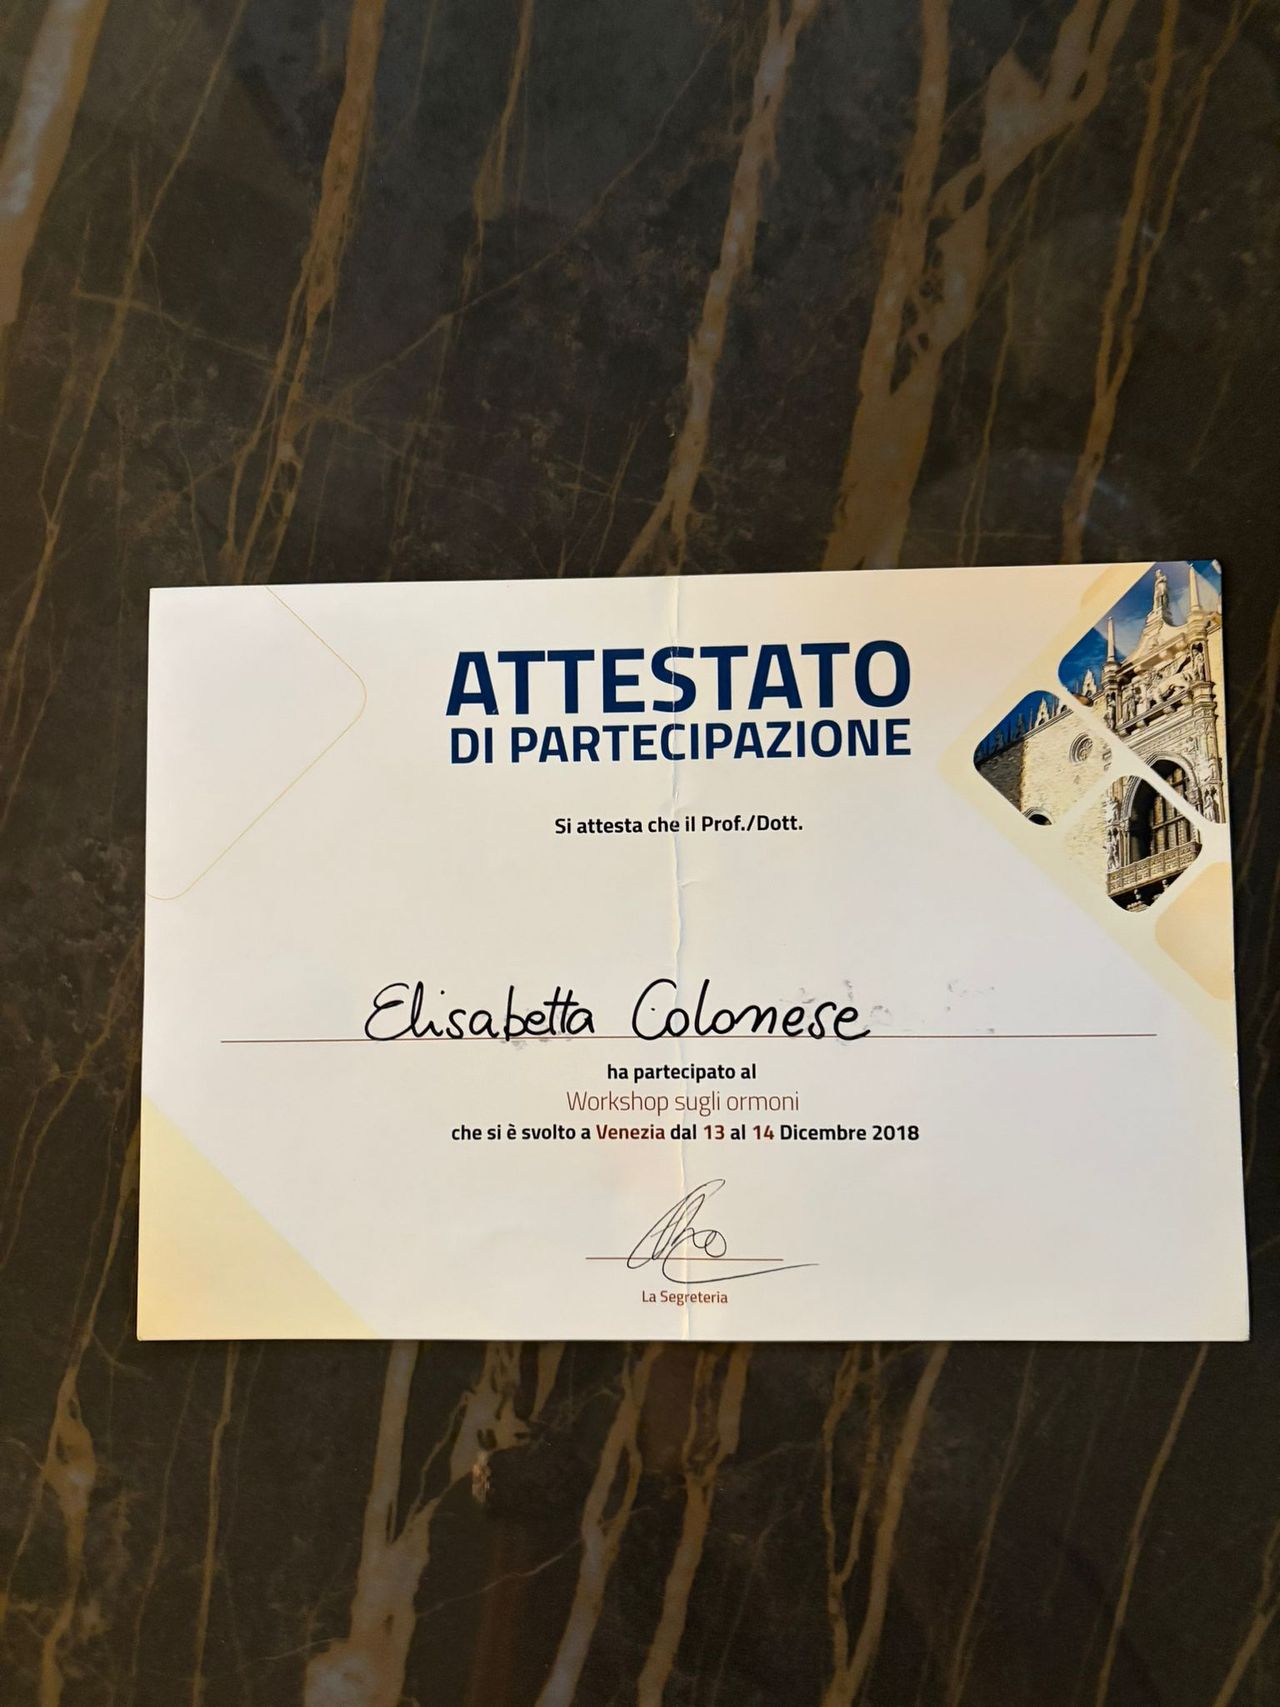 ATTESTATO
DI PARTECIPAZIONE
Si attesta che il Prof./Dott.
Elisabetta Colonese
ha partecipato al
Workshop sugli ormoni
che si è svolto a Venezia dal 13 al 14 Dicembre 2018
La Segreteria